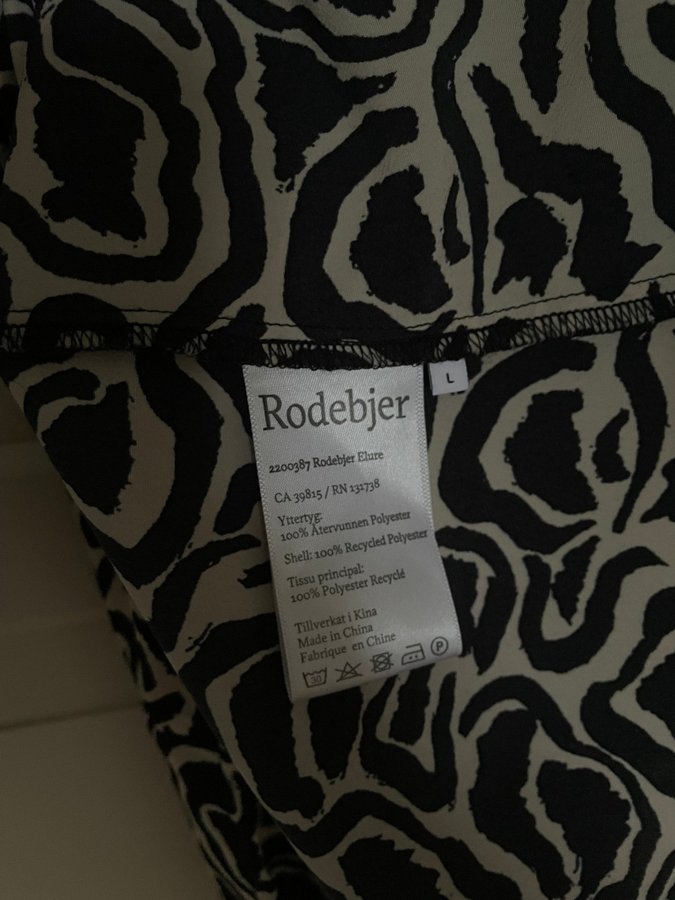 Rodebjer
L
2200387 Rodebjer Elure
CA 39815 / RN 131738
Yttertyg:
100% Återvunnen Polyester
Shell: 100% Recycled Polyester
Tissu principal:
100% Polyester Recyclé
Tillverkat i Kina
Made in China
Fabrique en Chine
30 P